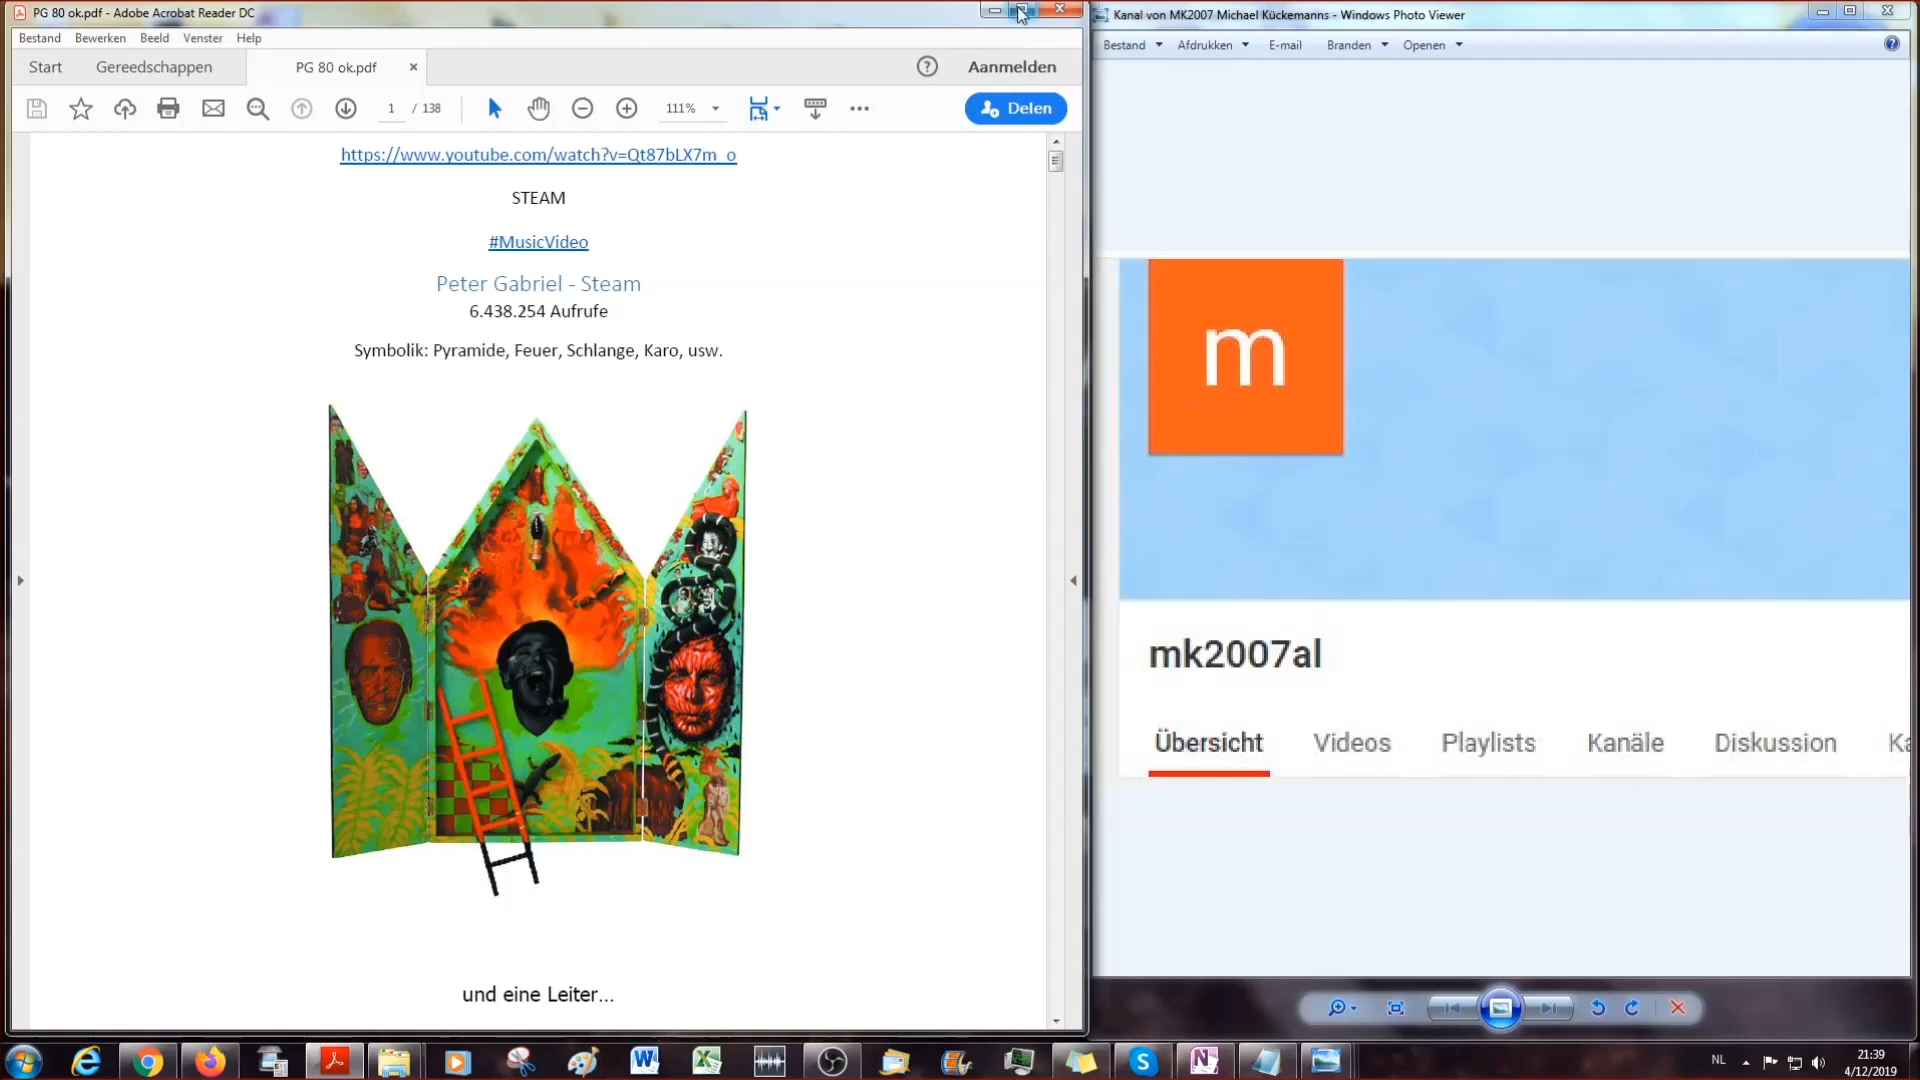 PG 80 ok.pdf - Adobe Acrobat Reader DC
Bestand Bewerken Beeld Venster Help
Start Gereedschappen PG 80 ok.pdf × Aanmelden
1 / 138 111% Delen
https://www.youtube.com/watch?v=Qt87bLX7m_o
STEAM
#MusicVideo
Peter Gabriel - Steam
6.438.254 Aufrufe
Symbolik: Pyramide, Feuer, Schlange, Karo, usw.
und eine Leiter...
Kanal von MK2007 Michael Kückemanns - Windows Photo Viewer
Bestand Afdrukken E-mail Branden Openen
m
mk2007al
Übersicht Videos Playlists Kanäle Diskussion Ka
NL 21:39
4/12/2019